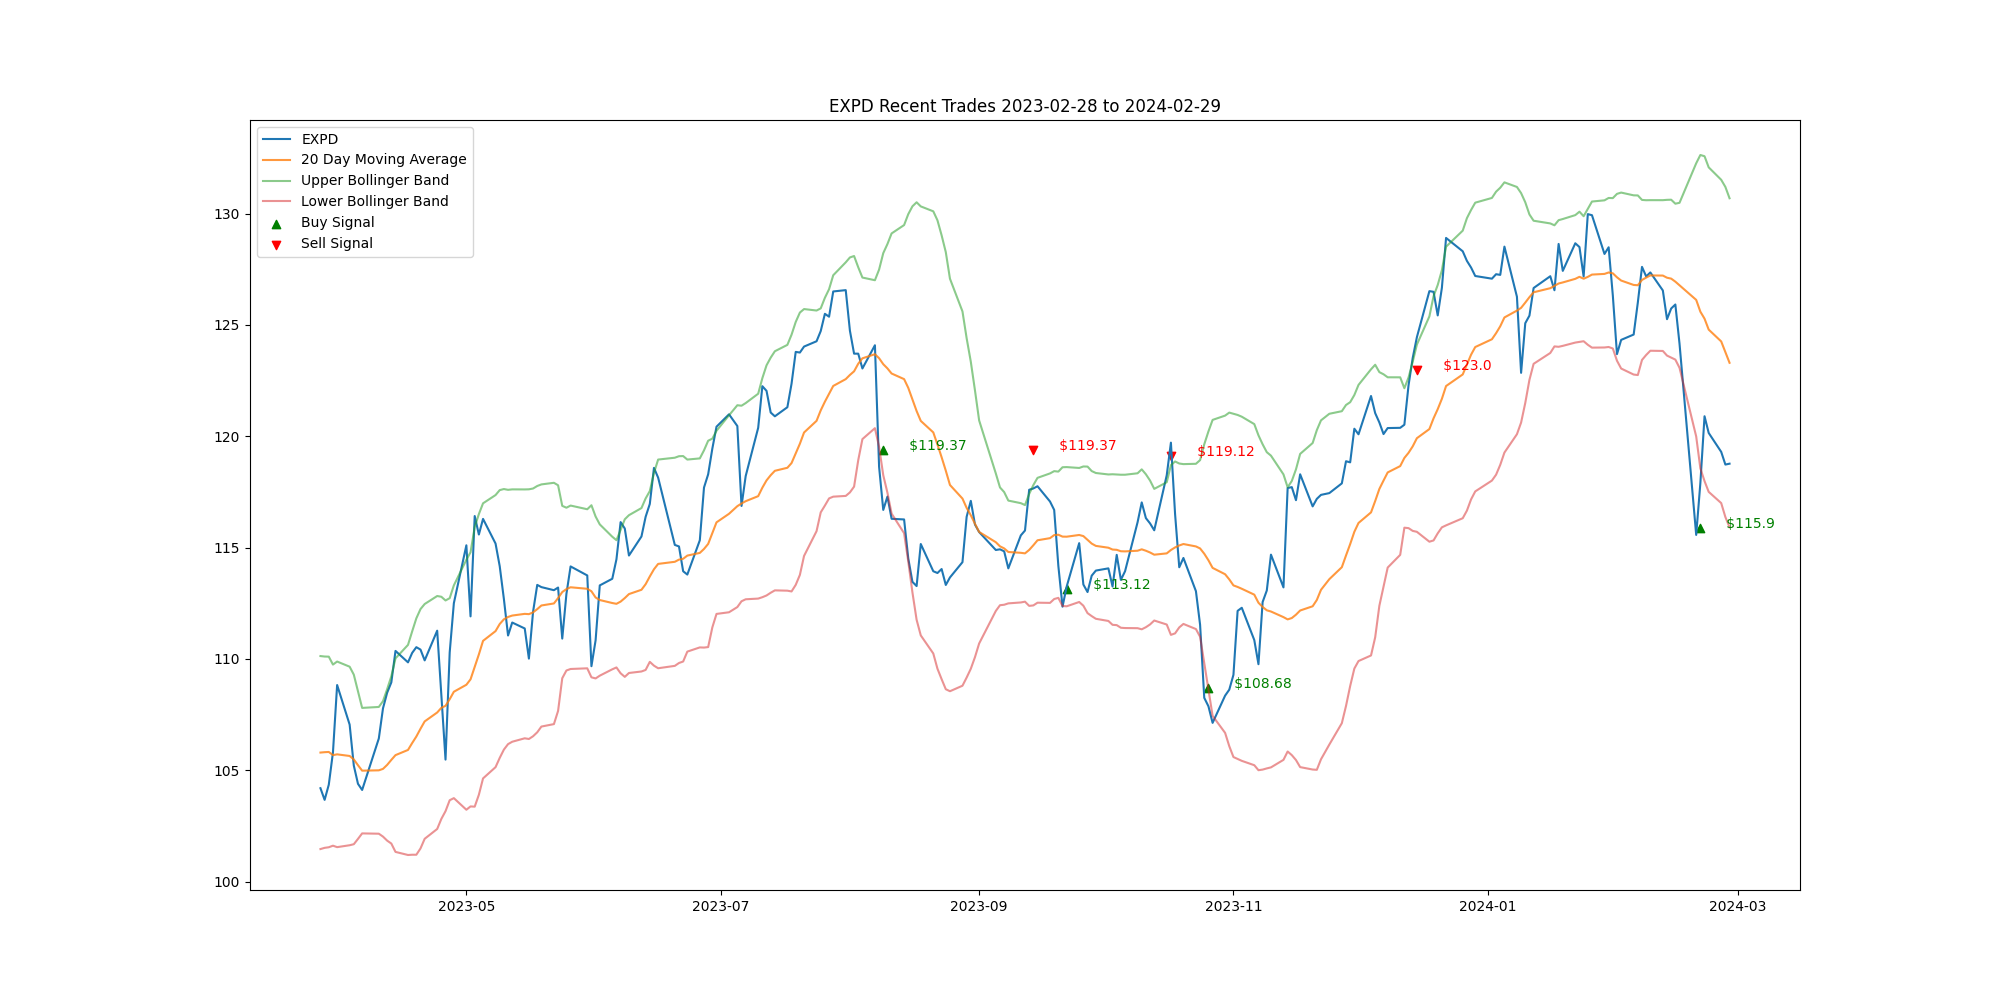 EXPD Recent Trades 2023-02-28 to 2024-02-29
EXPD
20 Day Moving Average
Upper Bollinger Band
Lower Bollinger Band
Buy Signal
Sell Signal
130
125
120
115
110
105
100
$123.0
$119.37
$119.37
$119.12
$115.9
$113.12
$108.68
2023-05
2023-07
2023-09
2023-11
2024-01
2024-03